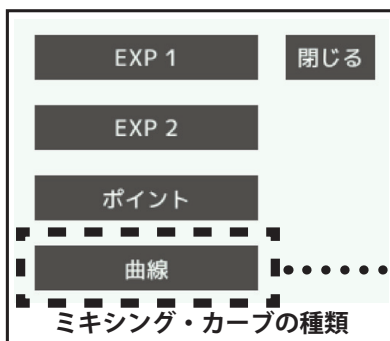 EXP 1
閉じる
EXP 2
ポイント
曲線
ミキシング・カーブの種類